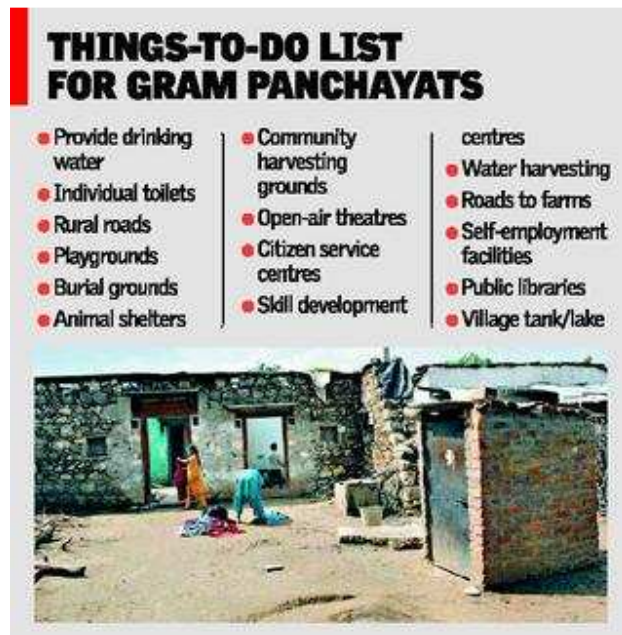 THINGS-TO-DO LIST
FOR GRAM PANCHAYATS
Provide drinking
water
Individual toilets
Rural roads
Playgrounds
Burial grounds
Animal shelters
Community
harvesting
grounds
Open-air theatres
Citizen service
centres
Skill development
centres
Water harvesting
Roads to farms
Self-employment
facilities
Public libraries
Village tank/lake